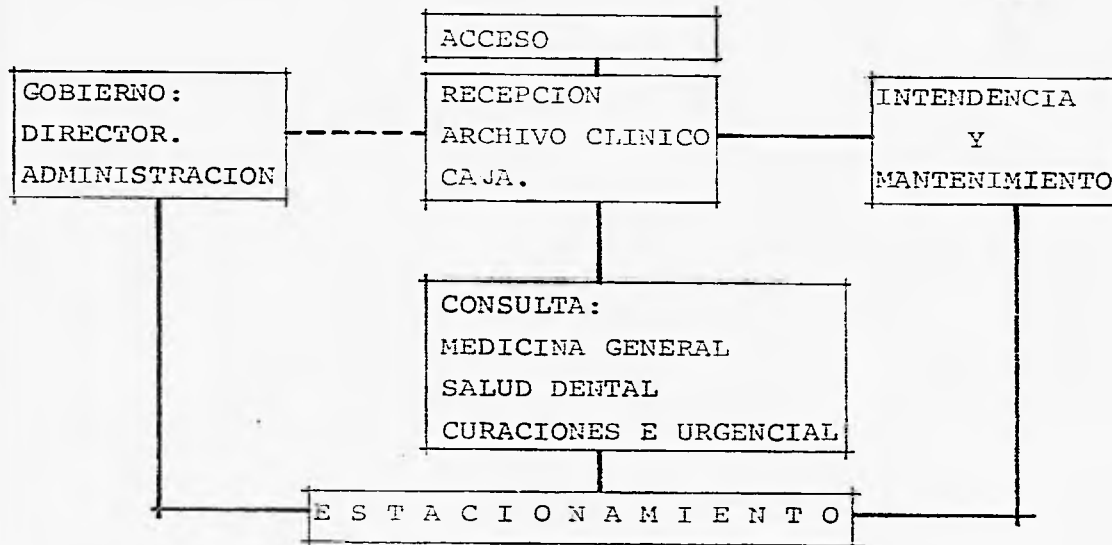 ACCESO
GOBIERNO:
DIRECTOR.
ADMINISTRACION
RECEPCION
ARCHIVO CLINICO
CAJA.
INTENDENCIA
Y
MANTENIMIENTO
CONSULTA:
MEDICINA GENERAL
SALUD DENTAL
CURACIONES E URGENCIAL
E S T A C I O N A M I E N T O